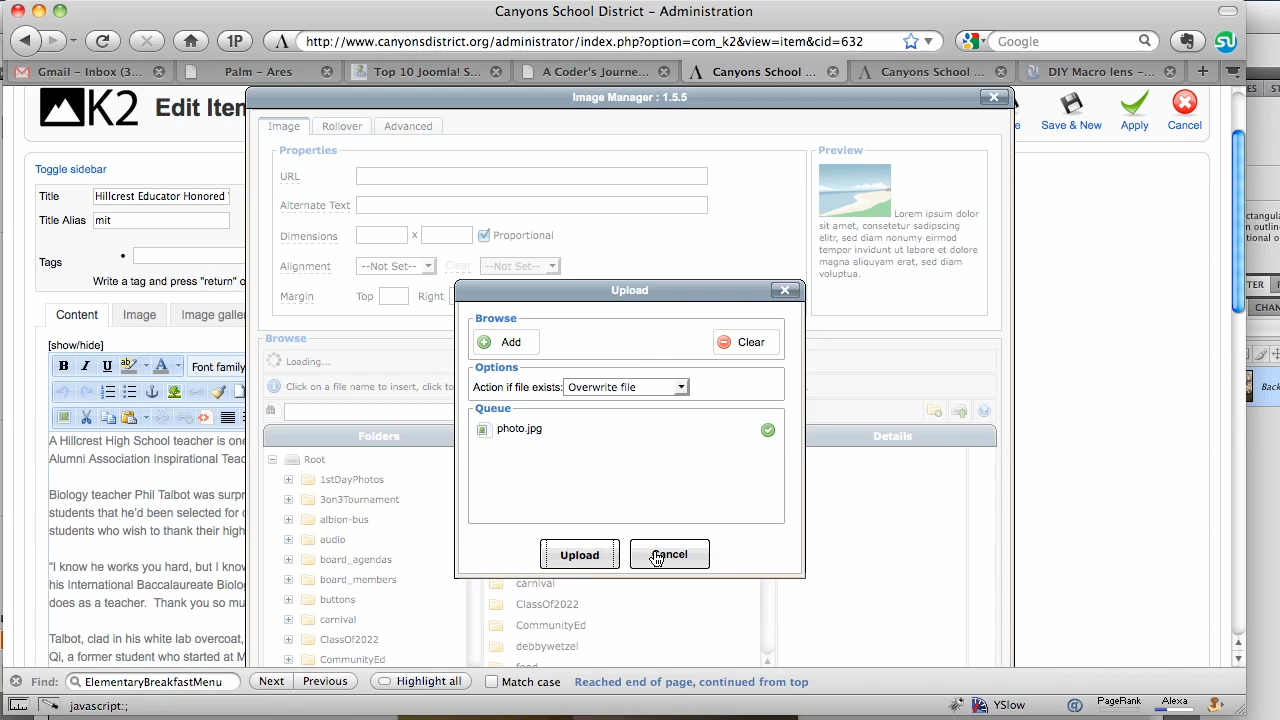 Canyons School District - Administration
1P
http://www.canyonsdistrict.org/administrator/index.php?option=com_k2&view=item&cid=632
Google
Gmail - Inbox (3...
Palm - Ares
Top 10 Joomla! S...
A Coder's Journe...
Canyons School ...
Canyons School ...
DIY Macro lens - ...
K2
Edit Iten
Image Manager : 1.5.5
Save & New
Apply
Cancel
Image
Rollover
Advanced
Toggle sidebar
Title
Hillcrest Educator Honored
Title Alias
mit
Tags
Write a tag and press "return" o
Properties
URL
Alternate Text
Dimensions
x
Proportional
Alignment
--Not Set--
Clear
--Not Set--
Margin
Top
Right
Preview
Lorem ipsum dolor
sit amet, consetetur sadipscing
elitr, sed diam nonumy eirmod
tempor invidunt ut labore et dolore
magna aliquyam erat, sed diam
voluptua.
Content
Image
Image galler
[show/hide]
B
I
U
ab
A
Font family
Browse
Loading...
Click on a file name to insert, click to
Folders
Details
Root
1stDayPhotos
3on3Tournament
albion-bus
audio
board_agendas
board_members
buttons
carnival
ClassOf2022
CommunityEd
carnival
ClassOf2022
CommunityEd
debbywetzel
food
Upload
Browse
Add
Clear
Options
Action if file exists:
Overwrite file
Queue
photo.jpg
Upload
Cancel
A Hillcrest High School teacher is one
Alumni Association Inspirational Teac
Biology teacher Phil Talbot was surpr
students that he'd been selected for
students who wish to thank their high
"I know he works you hard, but I know
his International Baccalaureate Biolog
does as a teacher. Thank you so mu
Talbot, clad in his white lab overcoat,
Qi, a former student who started at M
Find:
ElementaryBreakfastMenu
Next
Previous
Highlight all
Match case
Reached end of page, continued from top
javascript:;
YSlow
PageRank
Alexa
CHAN
Back